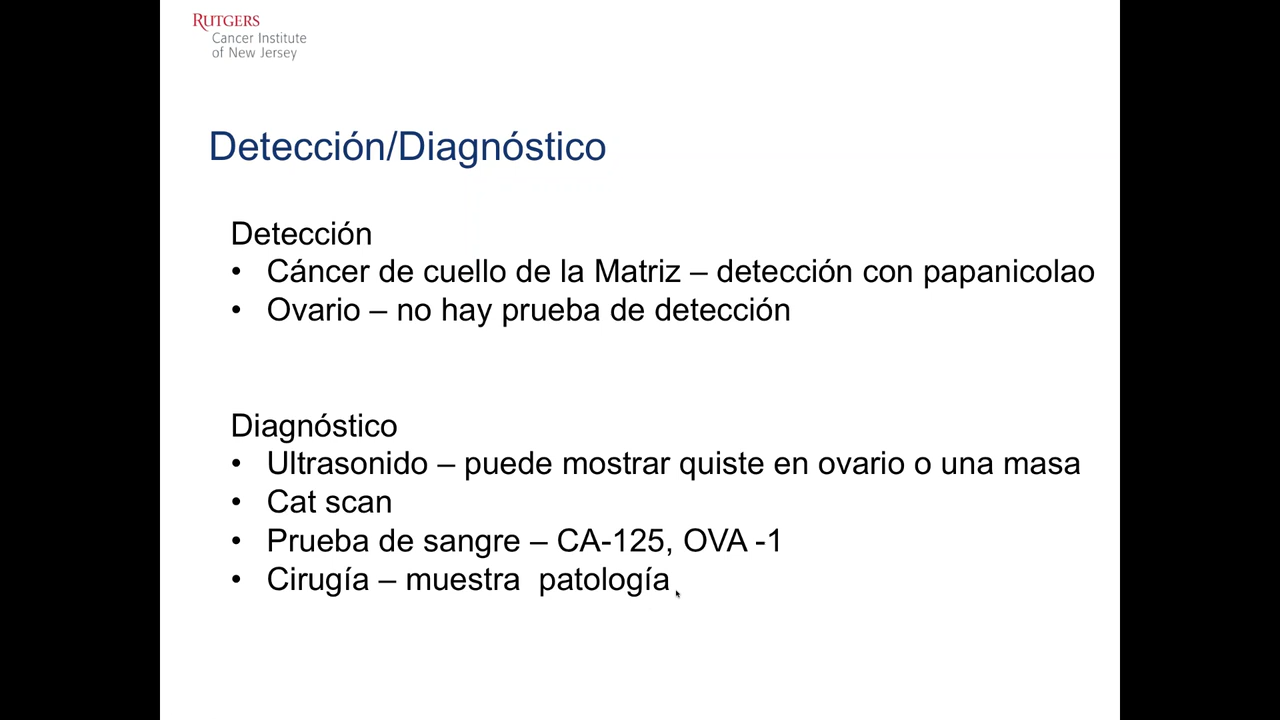 RUTGERS
Cancer Institute
of New Jersey
Detección/Diagnóstico
Detección
• Cáncer de cuello de la Matriz – detección con papanicolao
• Ovario – no hay prueba de detección
Diagnóstico
• Ultrasonido – puede mostrar quiste en ovario o una masa
• Cat scan
• Prueba de sangre – CA-125, OVA -1
• Cirugía – muestra  patología